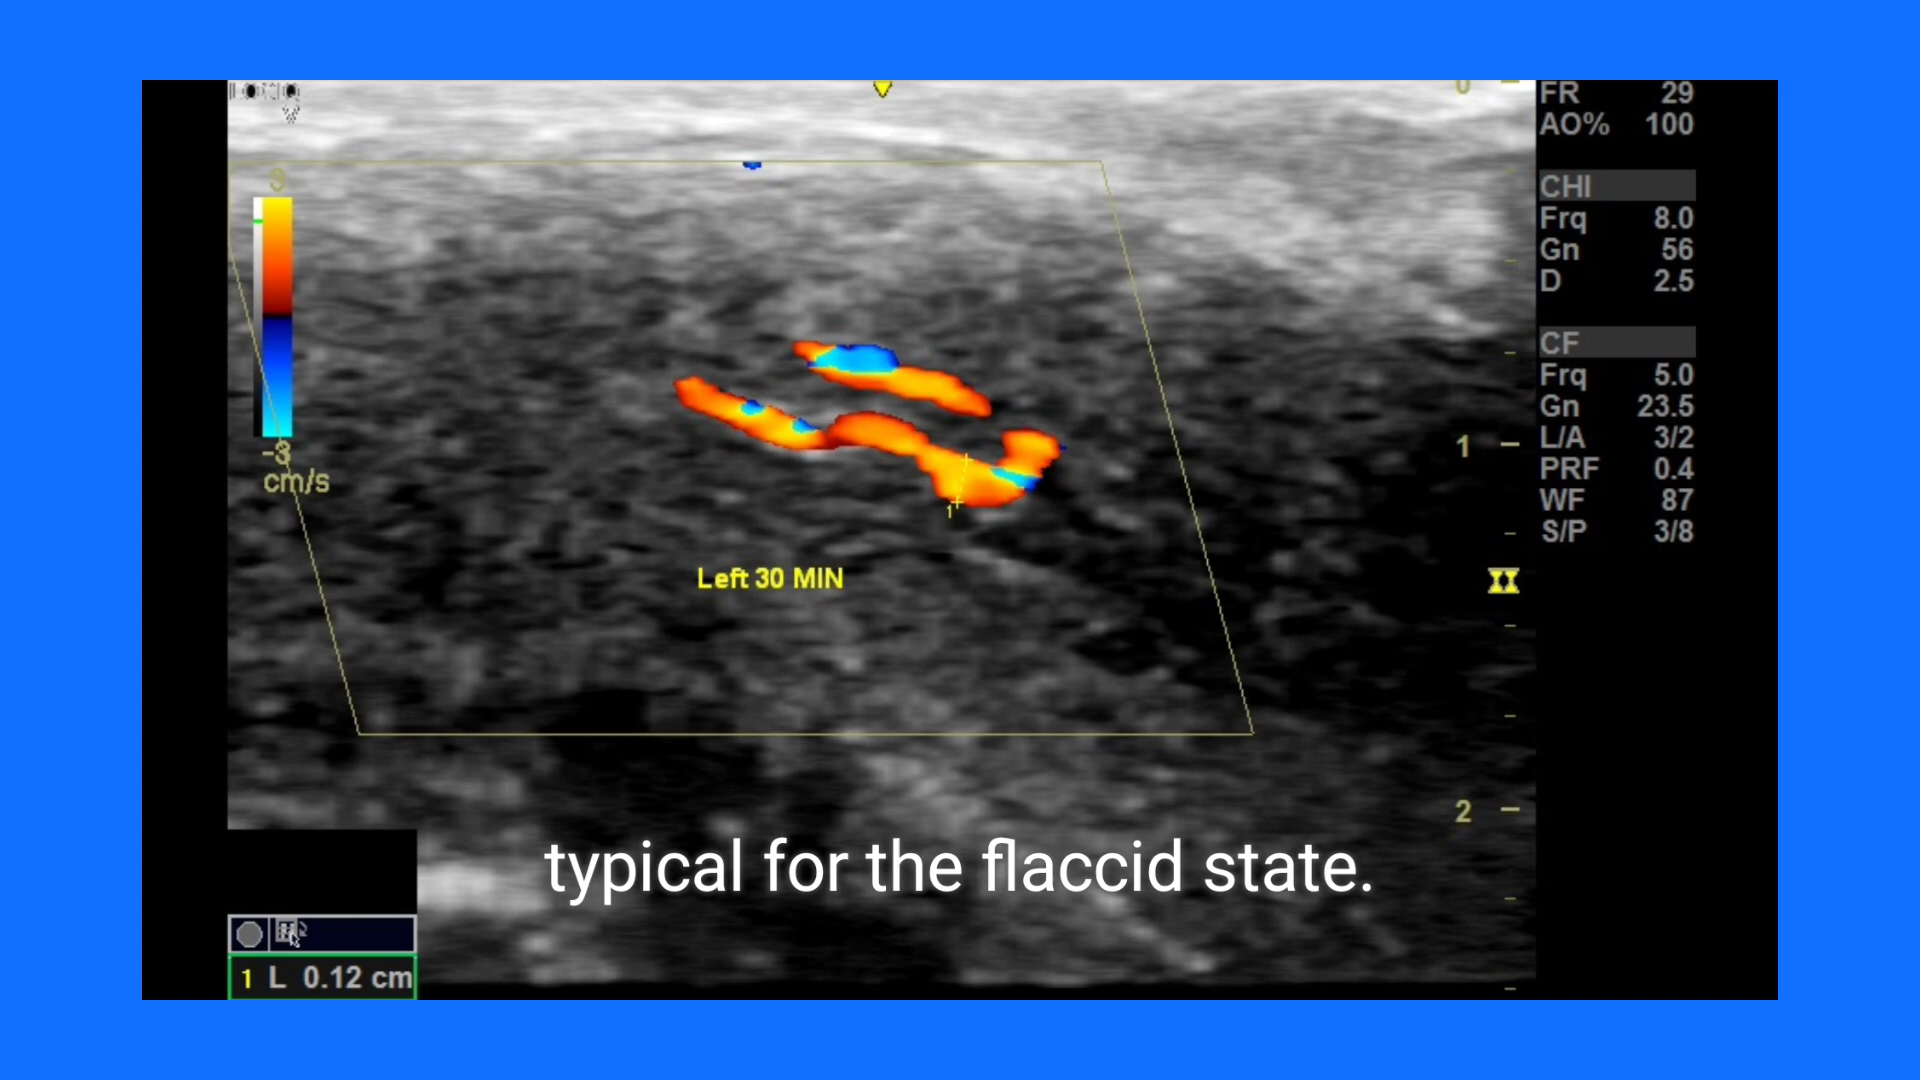 0
3
-3
cm/s
FR 29
AO% 100
CHI
Frq 8.0
Gn 56
D 2.5
CF
Frq 5.0
Gn 23.5
L/A 3/2
PRF 0.4
WF 87
S/P 3/8
1
1
Left 30 MIN
2
typical for the flaccid state.
1 L 0.12 cm